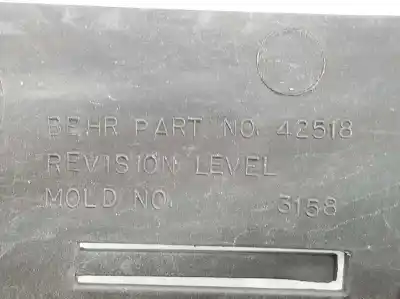 BEHR PART NO. 42518
REVISION LEVEL
MOLD NO. 3158